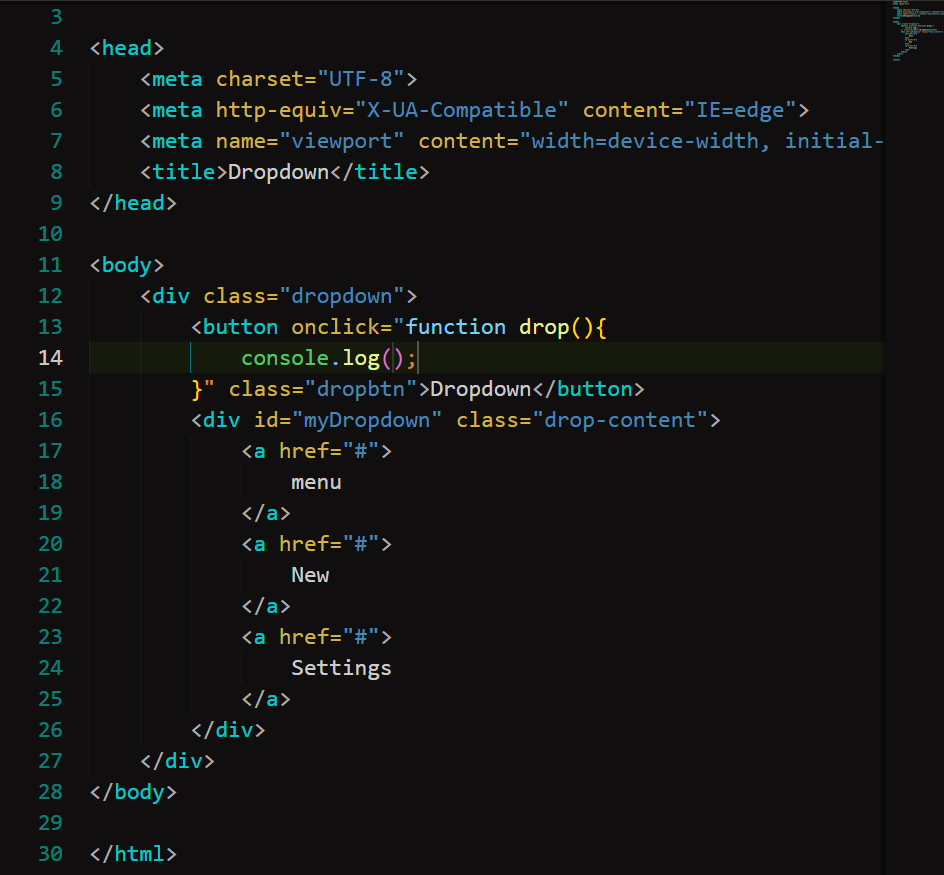 3
4 <head>
5     <meta charset="UTF-8">
6     <meta http-equiv="X-UA-Compatible" content="IE=edge">
7     <meta name="viewport" content="width=device-width, initial-
8     <title>Dropdown</title>
9 </head>
10
11 <body>
12     <div class="dropdown">
13         <button onclick="function drop(){
14             console.log();
15         }" class="dropbtn">Dropdown</button>
16         <div id="myDropdown" class="drop-content">
17             <a href="#">
18                 menu
19             </a>
20             <a href="#">
21                 New
22             </a>
23             <a href="#">
24                 Settings
25             </a>
26         </div>
27     </div>
28 </body>
29
30 </html>